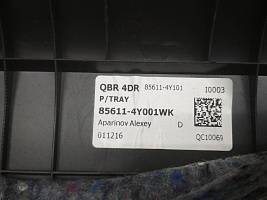 QBR 4DR 85611-4Y101 I0003
P/TRAY
85611-4Y001WK
Aparinov Alexey D
011216 QC10069